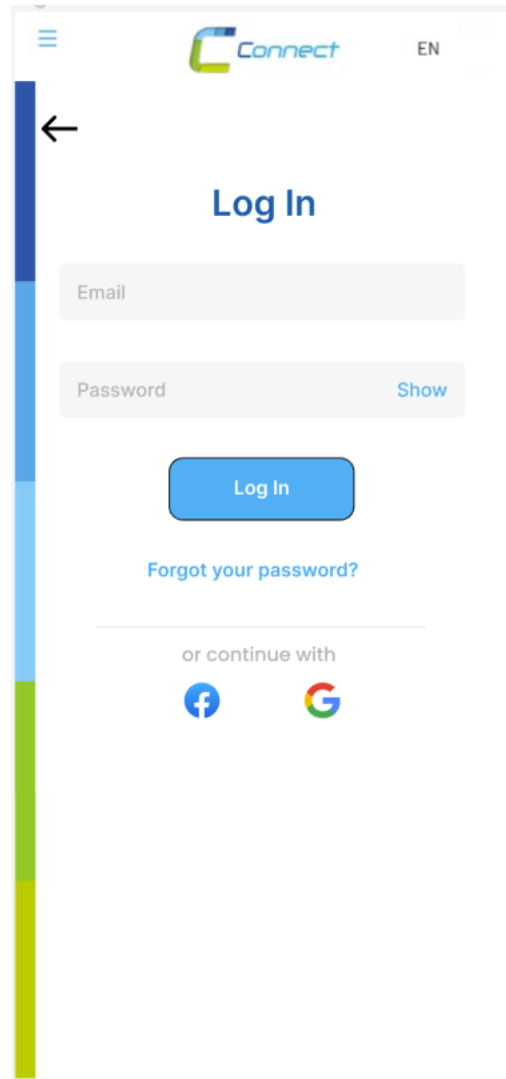 Connect EN
Log In
Email
Password Show
Log In
Forgot your password?
or continue with